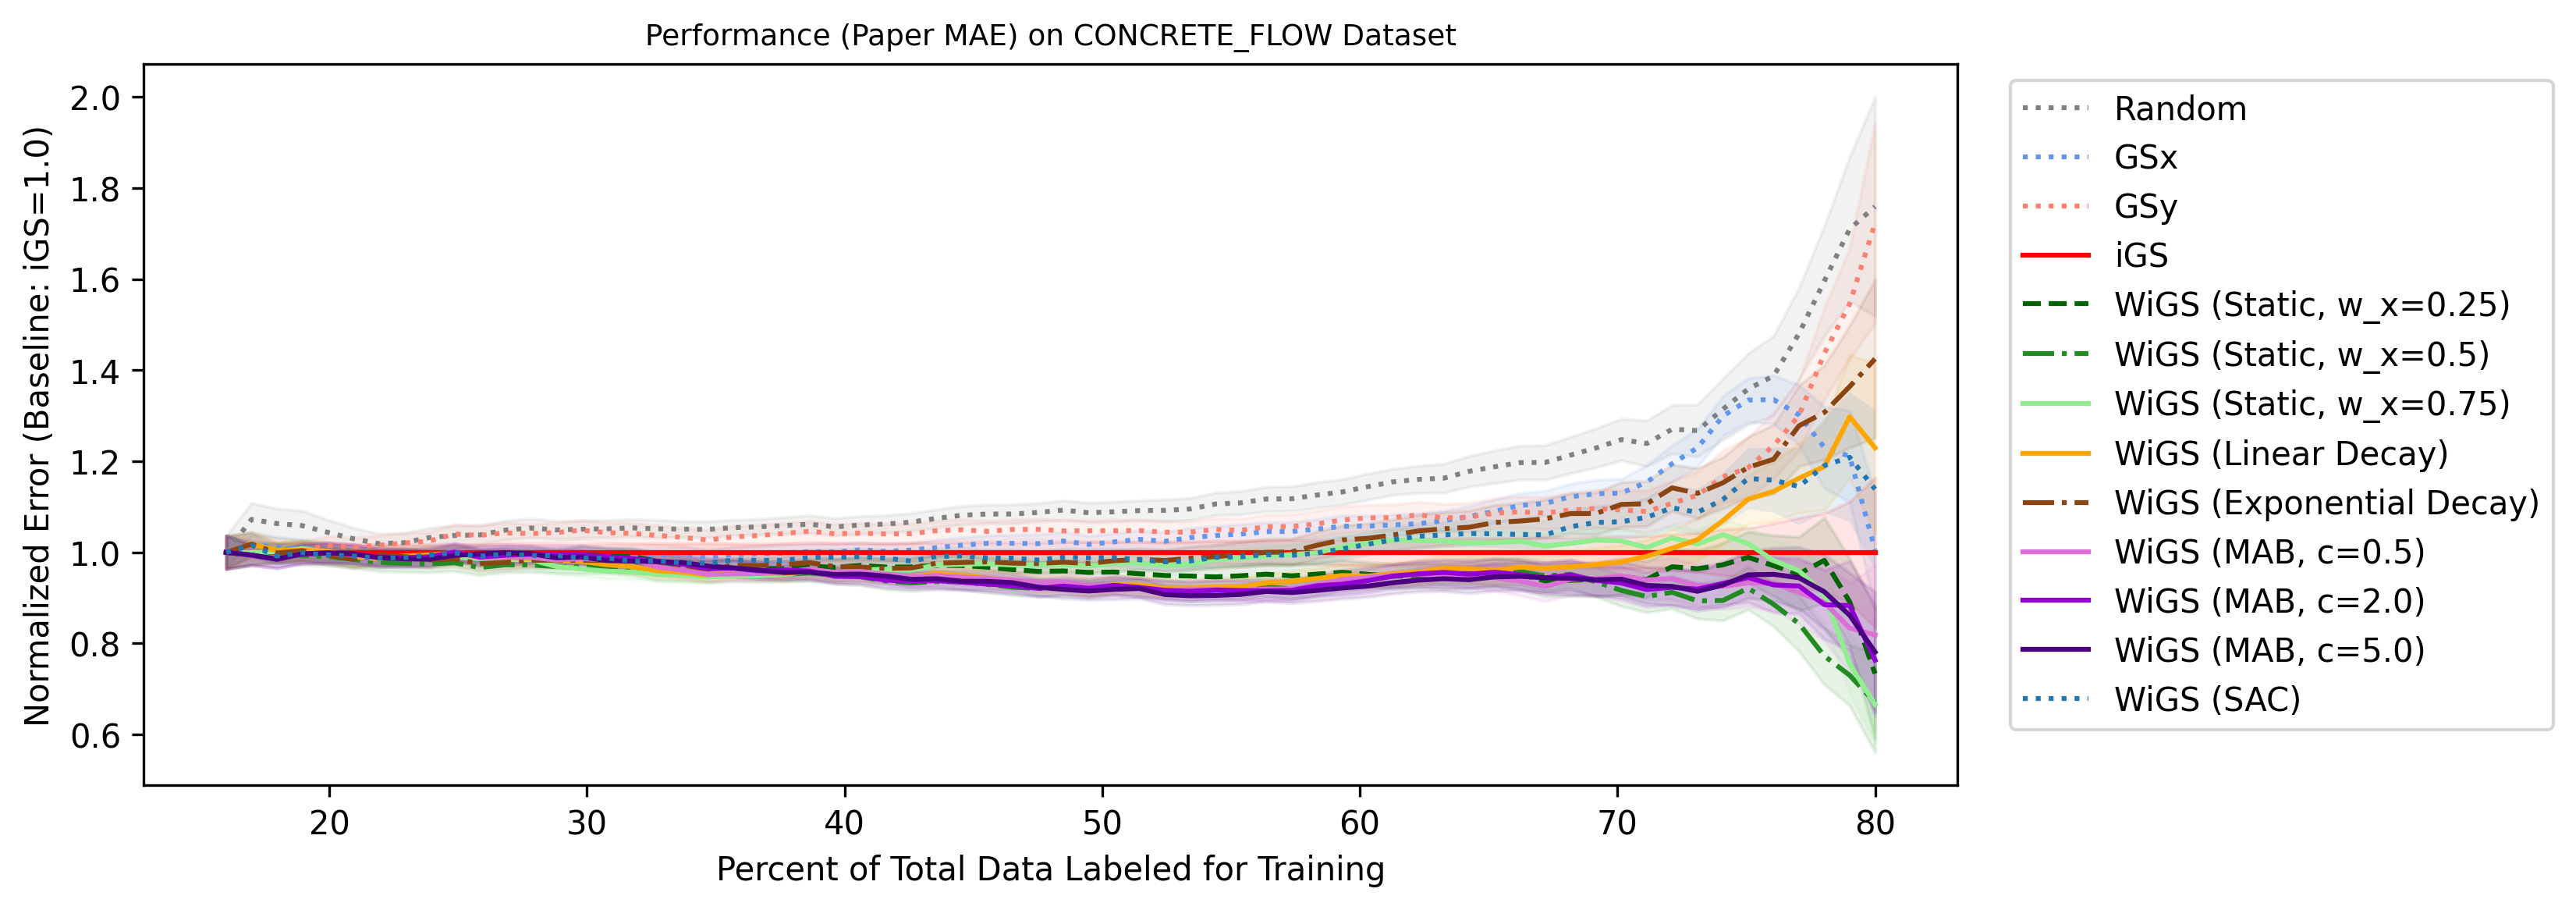 Performance (Paper MAE) on CONCRETE_FLOW Dataset
Normalized Error (Baseline: iGS=1.0)
2.0
1.8
1.6
1.4
1.2
1.0
0.8
0.6
20 30 40 50 60 70 80
Percent of Total Data Labeled for Training
Random
GSx
GSy
iGS
WiGS (Static, w_x=0.25)
WiGS (Static, w_x=0.5)
WiGS (Static, w_x=0.75)
WiGS (Linear Decay)
WiGS (Exponential Decay)
WiGS (MAB, c=0.5)
WiGS (MAB, c=2.0)
WiGS (MAB, c=5.0)
WiGS (SAC)